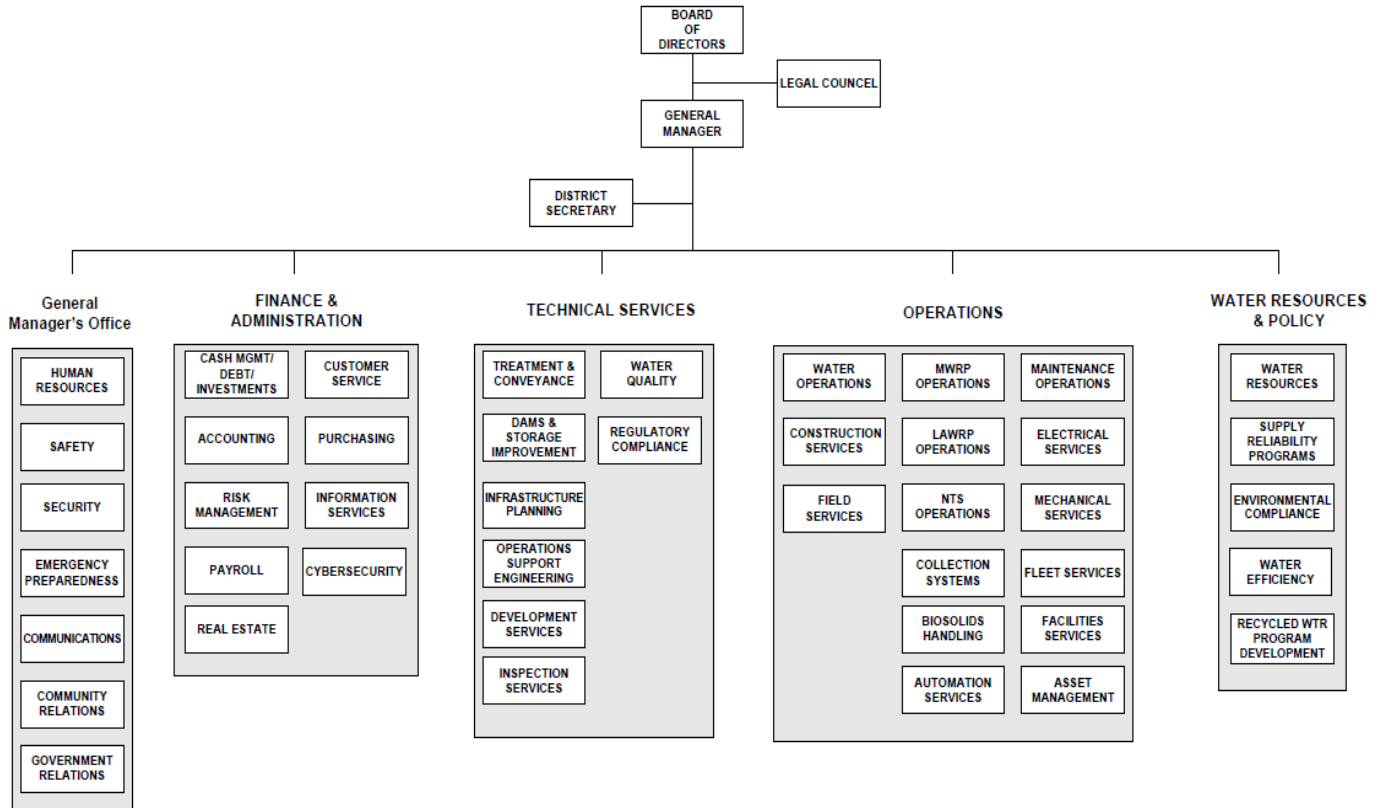 BOARD
OF
DIRECTORS
LEGAL COUNCEL
GENERAL
MANAGER
DISTRICT
SECRETARY
General
Manager's Office
HUMAN
RESOURCES
SAFETY
SECURITY
EMERGENCY
PREPAREDNESS
COMMUNICATIONS
COMMUNITY
RELATIONS
GOVERNMENT
RELATIONS
FINANCE &
ADMINISTRATION
CASH MGMT/
DEBT/
INVESTMENTS
ACCOUNTING
RISK
MANAGEMENT
PAYROLL
REAL ESTATE
CUSTOMER
SERVICE
PURCHASING
INFORMATION
SERVICES
CYBERSECURITY
TECHNICAL SERVICES
TREATMENT &
CONVEYANCE
DAMS &
STORAGE
IMPROVEMENT
INFRASTRUCTURE
PLANNING
OPERATIONS
SUPPORT
ENGINEERING
DEVELOPMENT
SERVICES
INSPECTION
SERVICES
WATER
QUALITY
REGULATORY
COMPLIANCE
OPERATIONS
WATER
OPERATIONS
CONSTRUCTION
SERVICES
FIELD
SERVICES
MWRP
OPERATIONS
LAWRP
OPERATIONS
NTS
OPERATIONS
COLLECTION
SYSTEMS
BIOSOLIDS
HANDLING
AUTOMATION
SERVICES
MAINTENANCE
OPERATIONS
ELECTRICAL
SERVICES
MECHANICAL
SERVICES
FLEET SERVICES
FACILITIES
SERVICES
ASSET
MANAGEMENT
WATER RESOURCES
& POLICY
WATER
RESOURCES
SUPPLY
RELIABILITY
PROGRAMS
ENVIRONMENTAL
COMPLIANCE
WATER
EFFICIENCY
RECYCLED WTR
PROGRAM
DEVELOPMENT